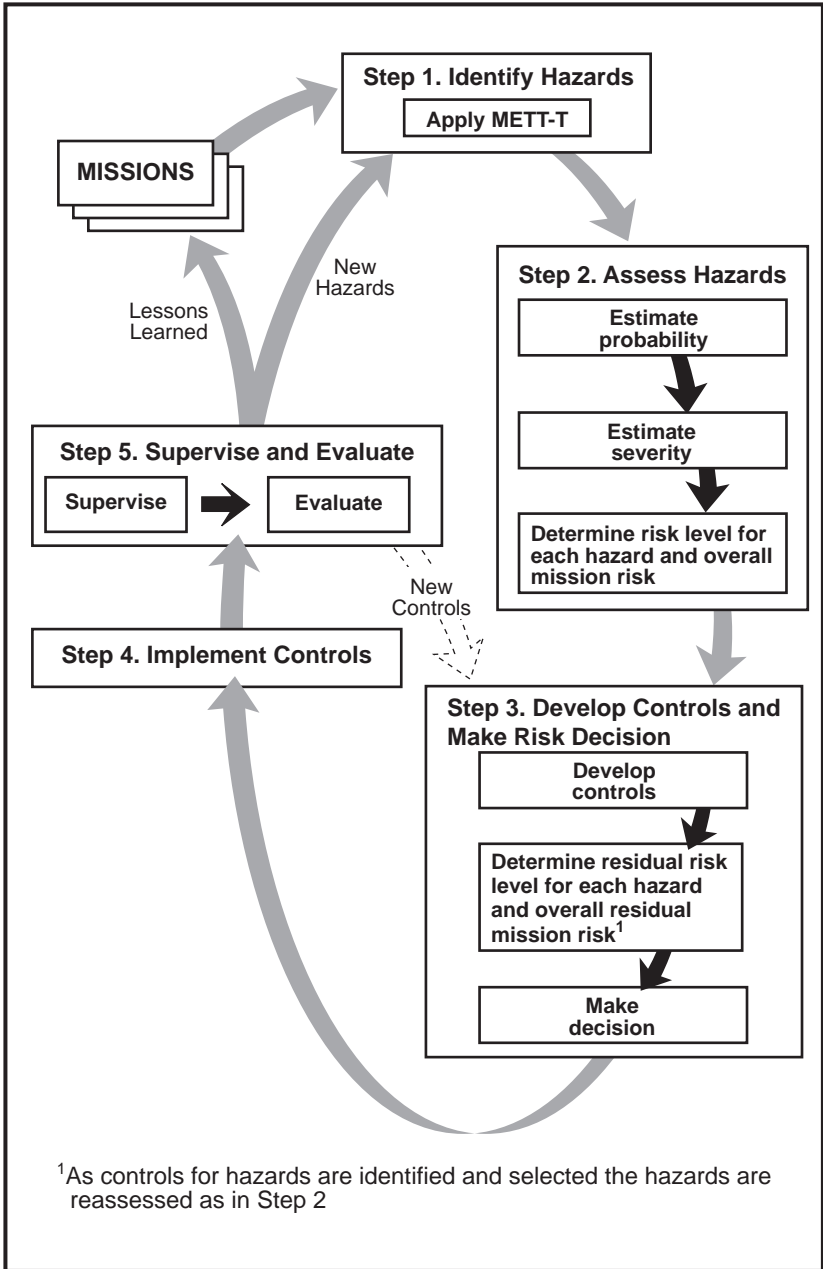 Step 1. Identify Hazards
Apply METT-T
MISSIONS
New
Hazards
Lessons
Learned
Step 2. Assess Hazards
Estimate
probability
Estimate
severity
Determine risk level for
each hazard and overall
mission risk
Step 5. Supervise and Evaluate
Supervise
Evaluate
New
Controls
Step 4. Implement Controls
Step 3. Develop Controls and
Make Risk Decision
Develop
controls
Determine residual risk
level for each hazard
and overall residual
mission risk¹
Make
decision
¹As controls for hazards are identified and selected the hazards are
reassessed as in Step 2